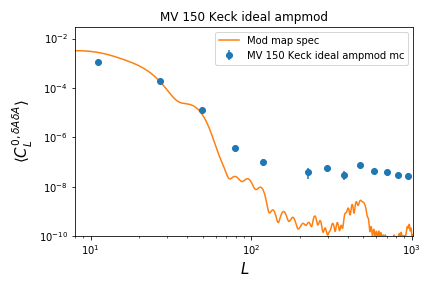 MV 150 Keck ideal ampmod
Mod map spec
MV 150 Keck ideal ampmod mc
10⁻²
10⁻⁴
10⁻⁶
10⁻⁸
10⁻¹⁰
⟨C_L^{0, δAδA}⟩
10¹
10²
10³
L